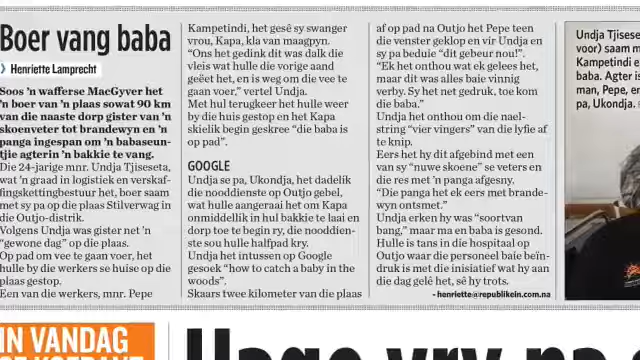 Boer vang baba
Henriette Lamprecht
Soos 'n wafferse MacGyver het
'n boer van 'n plaas sowat 90 km
van die naaste dorp gister van 'n
skoenveter tot brandewyn en 'n
panga ingespan om 'n babaseun-
tjie agterin 'n bakkie te vang.
Die 24-jarige mnr. Undja Tjiseseta,
wat 'n graad in logistiek en verskaf-
fingskettingbestuur het, boer saam
met sy pa op die plaas Stilverwag in
die Outjo-distrik.
Volgens Undja was gister net 'n
"gewone dag" op die plaas.
Op pad om vee te gaan voer, het
hulle by die werkers se huise op die
plaas gestop.
Een van die werkers, mnr. Pepe
Kampetindi, het gesê sy swanger
vrou, Kapa, kla van maagpyn.
"Ons het gedink dit was dalk die
vleis wat hulle die vorige aand
geëet het, en is weg om die vee te
gaan voer," vertel Undja.
Met hul terugkeer het hulle weer
by die huis gestop en het Kapa
skielik begin geskree "die baba is
op pad".
GOOGLE
Undja se pa, Ukondja, het dadelik
die nooddienste op Outjo gebel,
wat hulle aangeraai het om Kapa
onmiddellik in hul bakkie te laai en
dorp toe te begin ry, die nooddien-
ste sou hulle halfpad kry.
Undja het intussen op Google
gesoek "how to catch a baby in the
woods".
Skaars twee kilometer van die plaas
af op pad na Outjo het Pepe teen
die venster geklop en vir Undja en
sy pa beduie "dit gebeur nou!".
"Ek het onthou wat ek gelees het,
maar dit was alles baie vinnig
verby. Sy het net gedruk, toe kom
die baba."
Undja het onthou om die nael-
string "vier vingers" van die lyfie af
te knip.
Eers het hy dit afgebind met een
van sy "nuwe skoene" se veters en
die res met 'n panga afgesny.
"Die panga het ek eers met brande-
wyn ontsmet."
Undja erken hy was "soortvan
bang," maar ma en baba is gesond.
Hulle is tans in die hospitaal op
Outjo waar die personeel baie beïn-
druk is met die inisiatief wat hy aan
die dag gelê het, sê hy trots.
- henriette@republikein.com.na
Undja Tjises
voor) saam m
Kampetindi e
baba. Agter is
man, Pepe, en
pa, Ukondja.
IN VANDAG